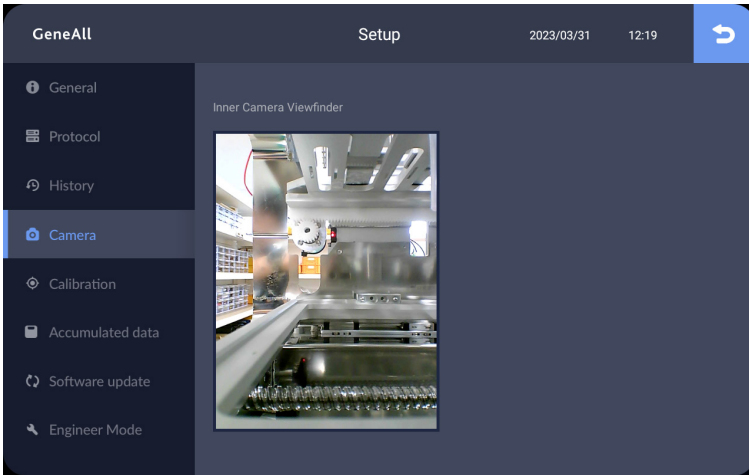 GeneAll
Setup
2023/03/31
12:19
General
Protocol
Inner Camera Viewfinder
History
Camera
Calibration
Accumulated data
Software update
Engineer Mode